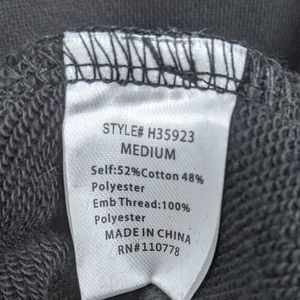 STYLE# H35923
MEDIUM
Self:52%Cotton 48%
Polyester
Emb Thread:100%
Polyester
MADE IN CHINA
RN#110778